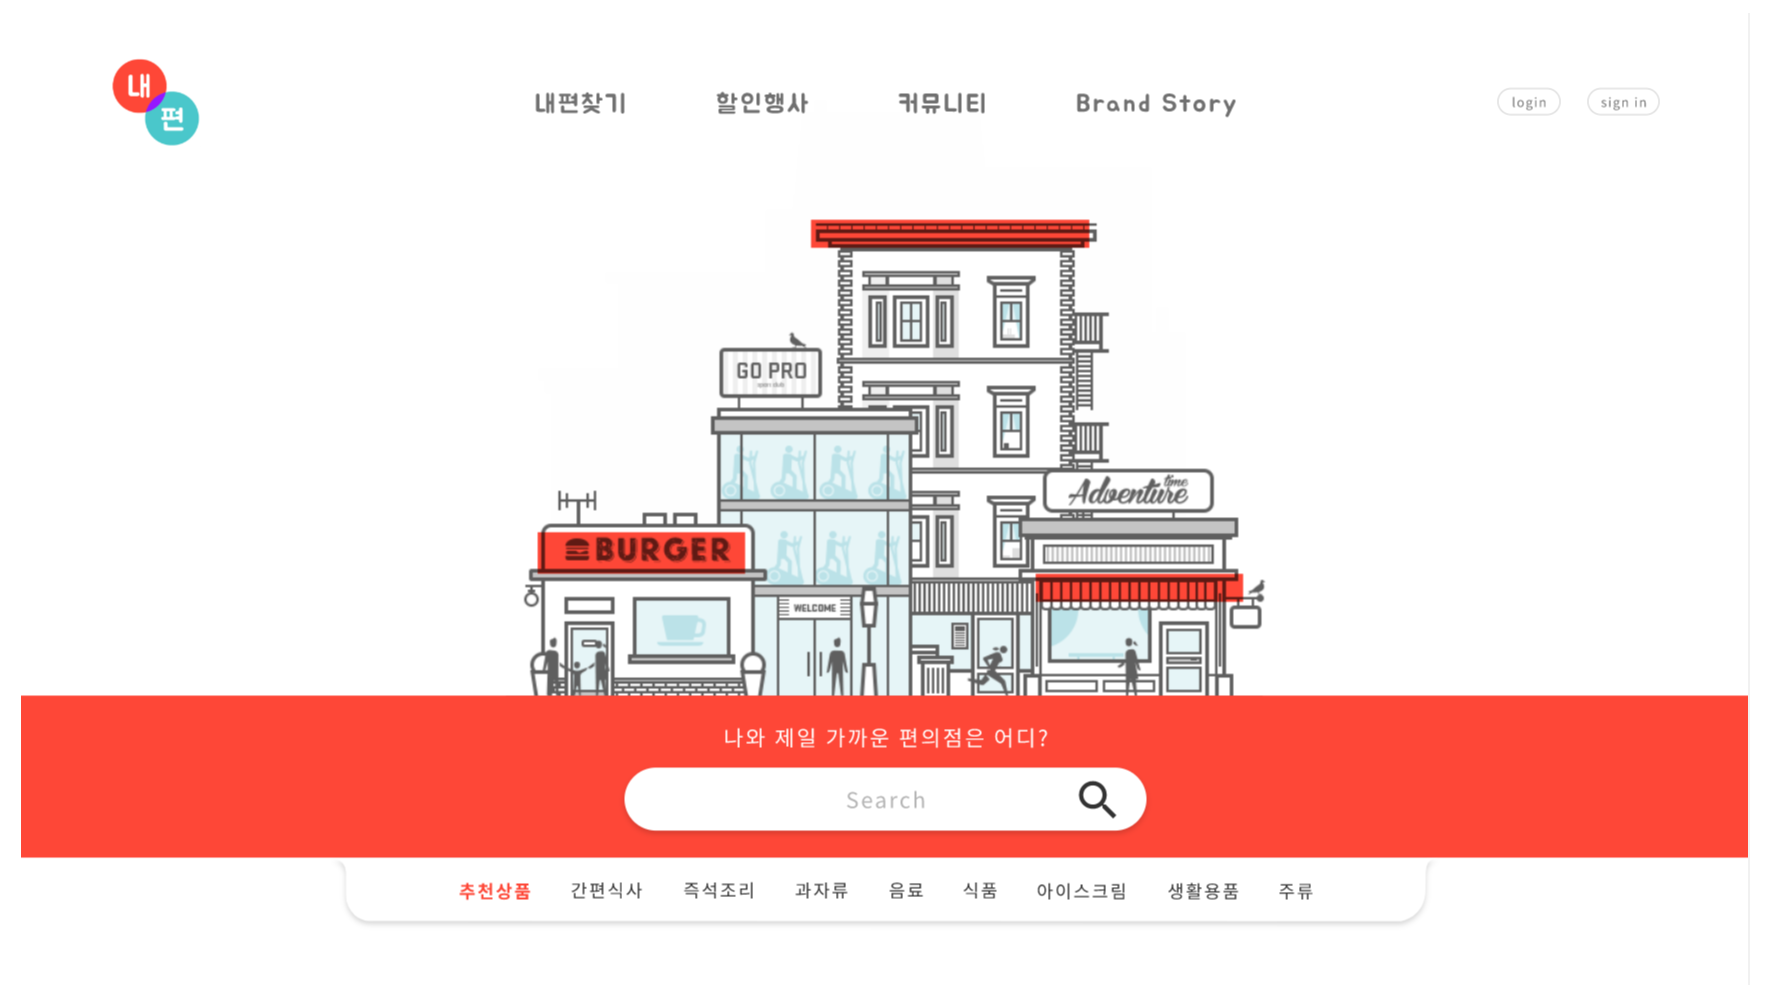 내
편
내편찾기 할인행사 커뮤니티 Brand Story login sign in
GO PRO
Adventure time
BURGER
WELCOME
나와 제일 가까운 편의점은 어디?
Search
추천상품 간편식사 즉석조리 과자류 음료 식품 아이스크림 생활용품 주류